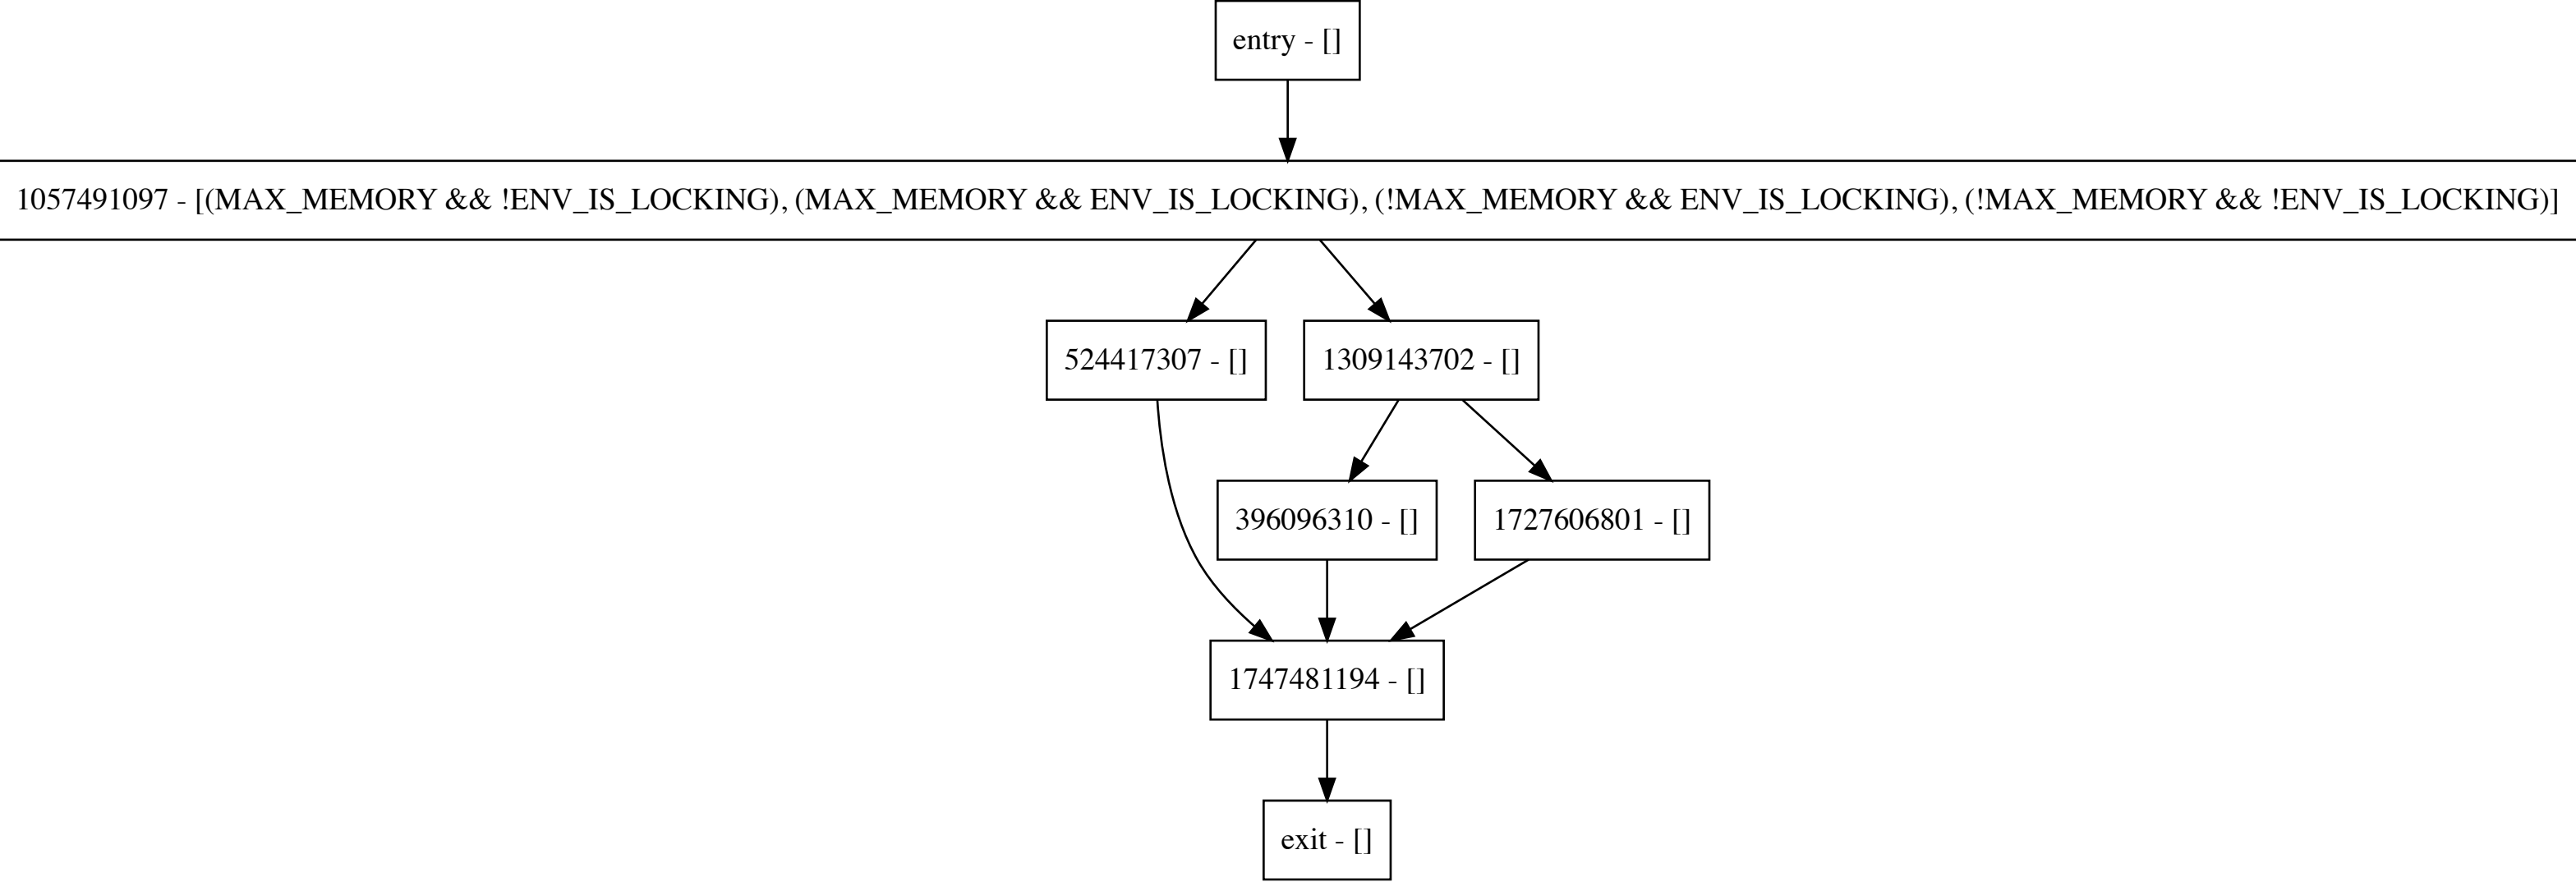 entry - []
1057491097 - [(MAX_MEMORY && !ENV_IS_LOCKING), (MAX_MEMORY && ENV_IS_LOCKING), (!MAX_MEMORY && ENV_IS_LOCKING), (!MAX_MEMORY && !ENV_IS_LOCKING)]
524417307 - []
1309143702 - []
396096310 - []
1727606801 - []
1747481194 - []
exit - []